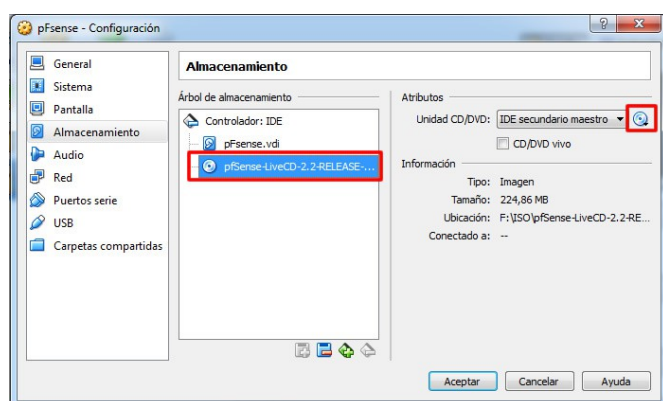 pFsense - Configuración
General
Sistema
Pantalla
Almacenamiento
Audio
Red
Puertos serie
USB
Carpetas compartidas
Almacenamiento
Árbol de almacenamiento
Controlador: IDE
pFsense.vdi
pfSense-LiveCD-2.2-RELEASE-...
Atributos
Unidad CD/DVD: IDE secundario maestro
CD/DVD vivo
Información
Tipo: Imagen
Tamaño: 224,86 MB
Ubicación: F:\ISO\pfSense-LiveCD-2.2-RE...
Conectado a: --
Aceptar Cancelar Ayuda